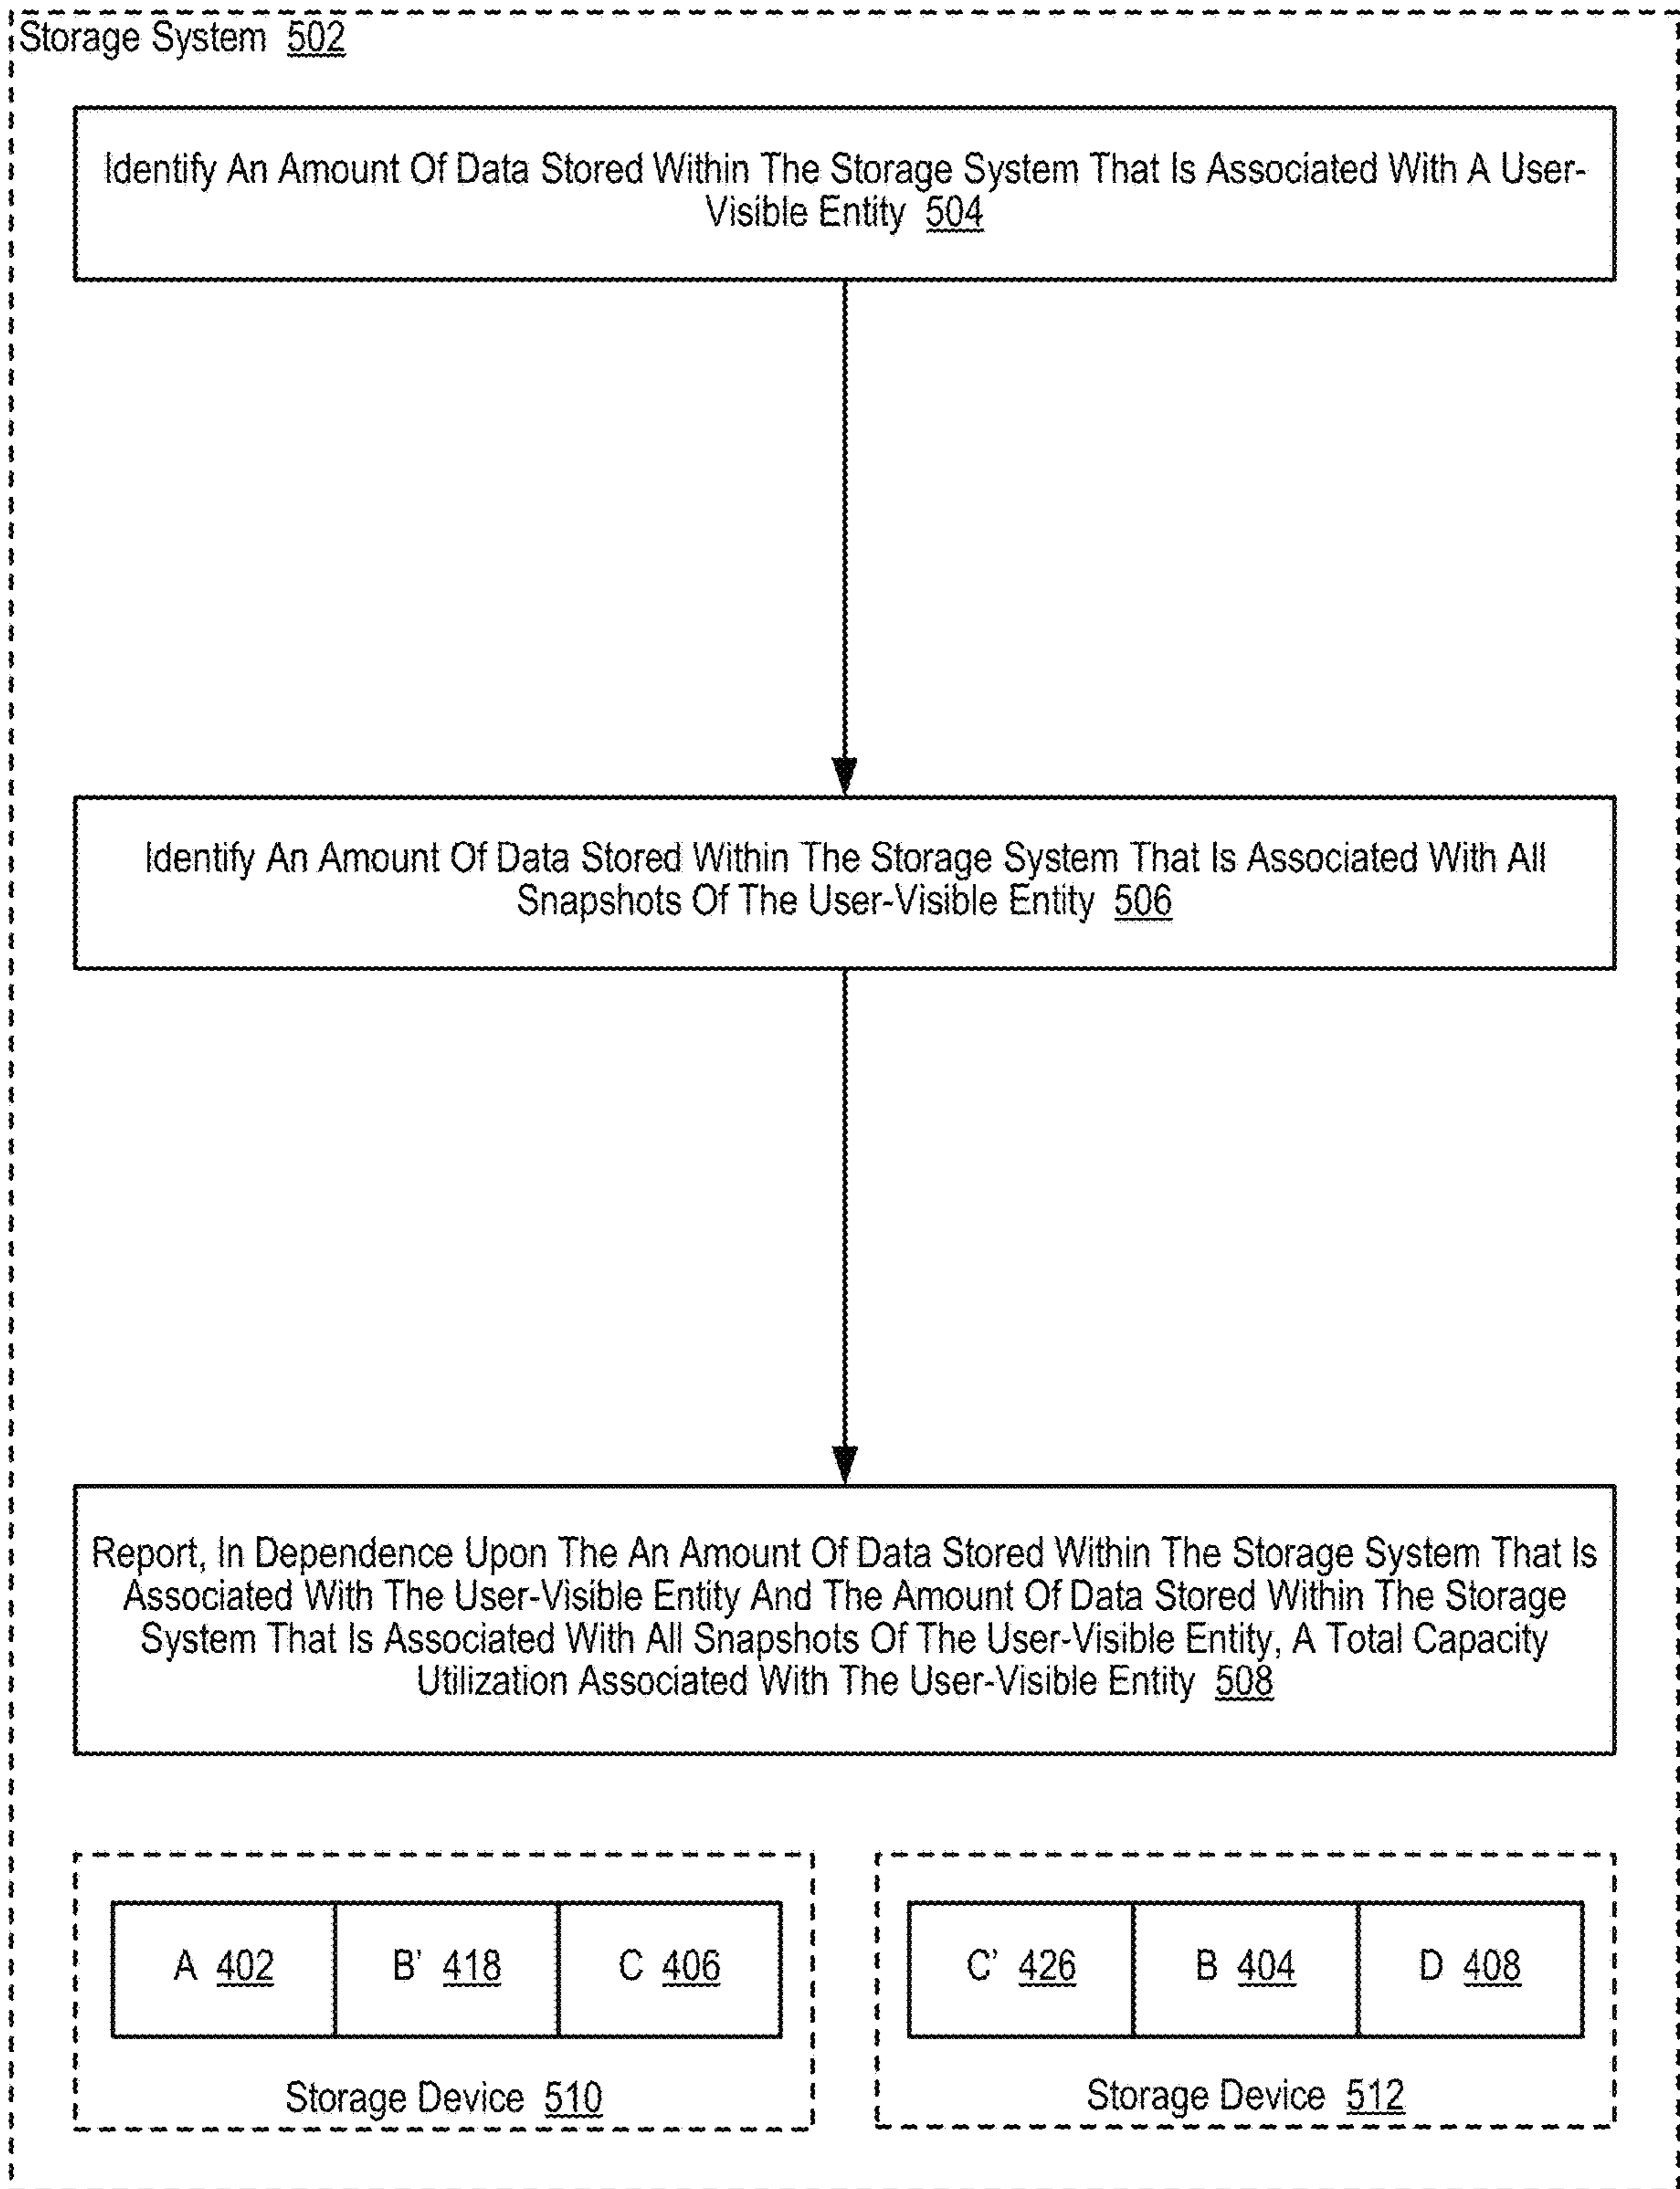 Storage System 502
Identify An Amount Of Data Stored Within The Storage System That Is Associated With A User-
Visible Entity 504
Identify An Amount Of Data Stored Within The Storage System That Is Associated With All
Snapshots Of The User-Visible Entity 506
Report, In Dependence Upon The An Amount Of Data Stored Within The Storage System That Is
Associated With The User-Visible Entity And The Amount Of Data Stored Within The Storage
System That Is Associated With All Snapshots Of The User-Visible Entity, A Total Capacity
Utilization Associated With The User-Visible Entity 508
A 402 B' 418 C 406
Storage Device 510
C' 426 B 404 D 408
Storage Device 512